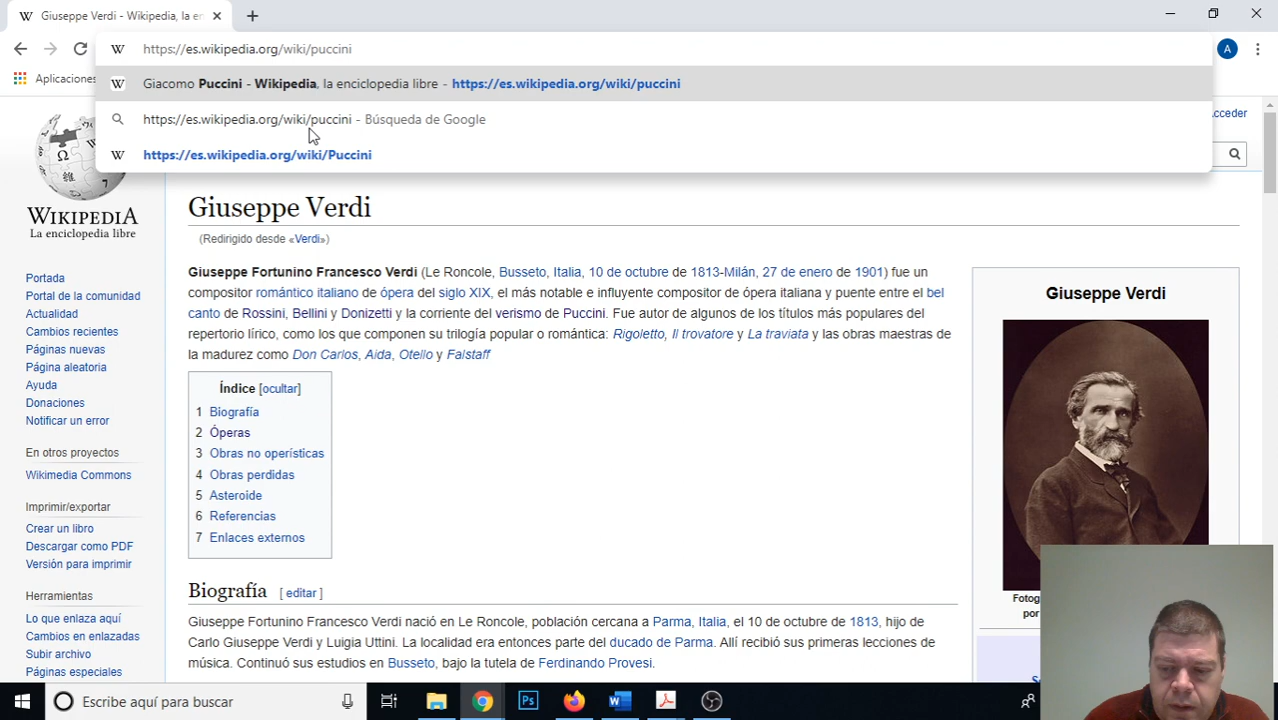 Giuseppe Verdi - Wikipedia, la en
https://es.wikipedia.org/wiki/puccini
A
Aplicaciones
Giacomo Puccini - Wikipedia, la enciclopedia libre - https://es.wikipedia.org/wiki/puccini
https://es.wikipedia.org/wiki/puccini - Búsqueda de Google
https://es.wikipedia.org/wiki/Puccini
cceder
WIKIPEDIA
La enciclopedia libre
Portada
Portal de la comunidad
Actualidad
Cambios recientes
Páginas nuevas
Página aleatoria
Ayuda
Donaciones
Notificar un error
En otros proyectos
Wikimedia Commons
Imprimir/exportar
Crear un libro
Descargar como PDF
Versión para imprimir
Herramientas
Lo que enlaza aquí
Cambios en enlazadas
Subir archivo
Páginas especiales
Giuseppe Verdi
(Redirigido desde «Verdi»)
Giuseppe Fortunino Francesco Verdi (Le Roncole, Busseto, Italia, 10 de octubre de 1813-Milán, 27 de enero de 1901) fue un
compositor romántico italiano de ópera del siglo XIX, el más notable e influyente compositor de ópera italiana y puente entre el bel
canto de Rossini, Bellini y Donizetti y la corriente del verismo de Puccini. Fue autor de algunos de los títulos más populares del
repertorio lírico, como los que componen su trilogía popular o romántica: Rigoletto, Il trovatore y La traviata y las obras maestras de
la madurez como Don Carlos, Aida, Otello y Falstaff
Índice [ocultar]
1 Biografía
2 Óperas
3 Obras no operísticas
4 Obras perdidas
5 Asteroide
6 Referencias
7 Enlaces externos
Biografía [ editar ]
Giuseppe Fortunino Francesco Verdi nació en Le Roncole, población cercana a Parma, Italia, el 10 de octubre de 1813, hijo de
Carlo Giuseppe Verdi y Luigia Uttini. La localidad era entonces parte del ducado de Parma. Allí recibió sus primeras lecciones de
música. Continuó sus estudios en Busseto, bajo la tutela de Ferdinando Provesi.
Giuseppe Verdi
Fotog
por
Escribe aquí para buscar
Ps